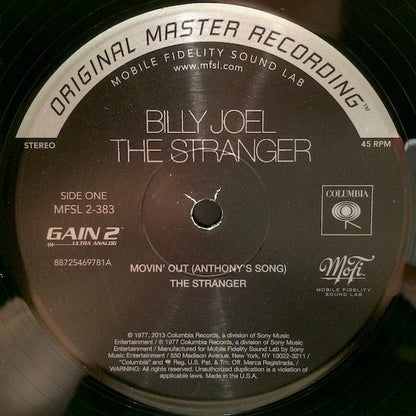 ORIGINAL MASTER RECORDING™
MOBILE FIDELITY SOUND LAB
www.mfsl.com
BILLY JOEL
THE STRANGER
STEREO
45 RPM
SIDE ONE
MFSL 2-383
COLUMBIA
GAIN 2™
ULTRA ANALOG
88725469781A
MOVIN' OUT (ANTHONY'S SONG)
THE STRANGER
MoFi
MOBILE FIDELITY
SOUND LAB
© 1977, 2013 Columbia Records, a division of Sony Music
Entertainment / ℗ 1977 Columbia Records, a division of Sony Music
Entertainment / Manufactured for Mobile Fidelity Sound Lab by Sony
Music Entertainment / 550 Madison Avenue, New York, NY 10022-3211 /
"Columbia" and Reg. U.S. Pat. & Tm. Off. Marca Registrada. /
WARNING: All rights reserved. Unauthorized duplication is a violation of
applicable laws. Made in the U.S.A.